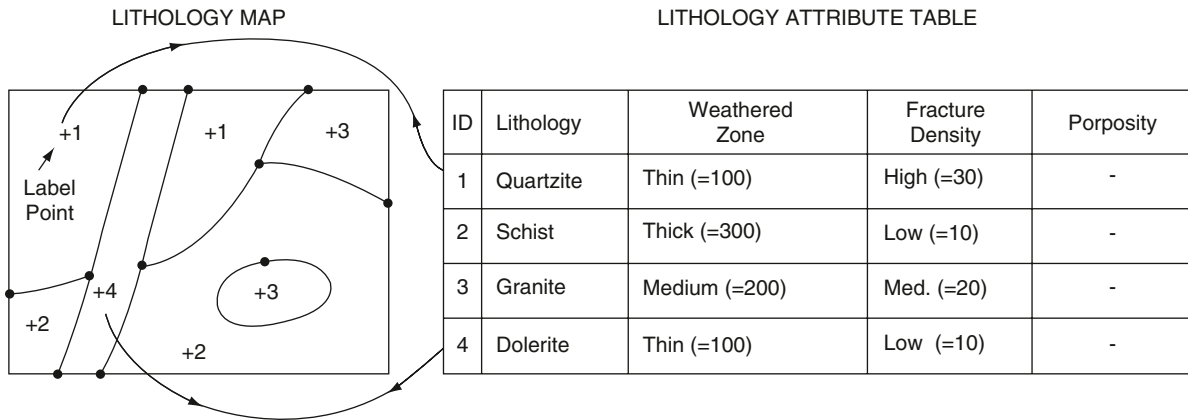 LITHOLOGY MAP
LITHOLOGY ATTRIBUTE TABLE
+1
+1
+3
Label
Point
+4
+3
+2
+2
ID Lithology Weathered Zone Fracture Density Porposity
1 Quartzite Thin (=100) High (=30) -
2 Schist Thick (=300) Low (=10) -
3 Granite Medium (=200) Med. (=20) -
4 Dolerite Thin (=100) Low (=10) -